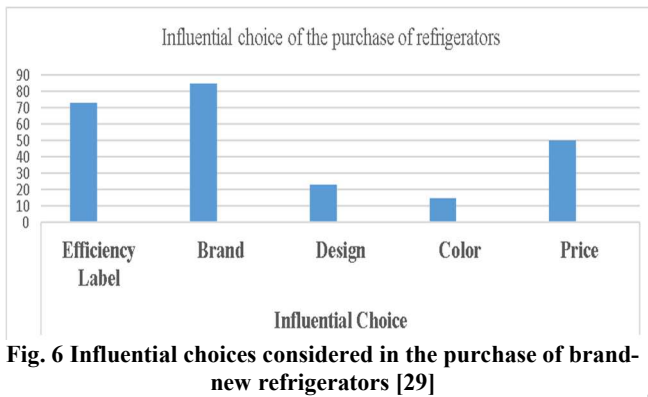 Influential choice of the purchase of refrigerators
90
80
70
60
50
40
30
20
10
0
Efficiency Label
Brand
Design
Color
Price
Influential Choice
Fig. 6 Influential choices considered in the purchase of brand-
new refrigerators [29]